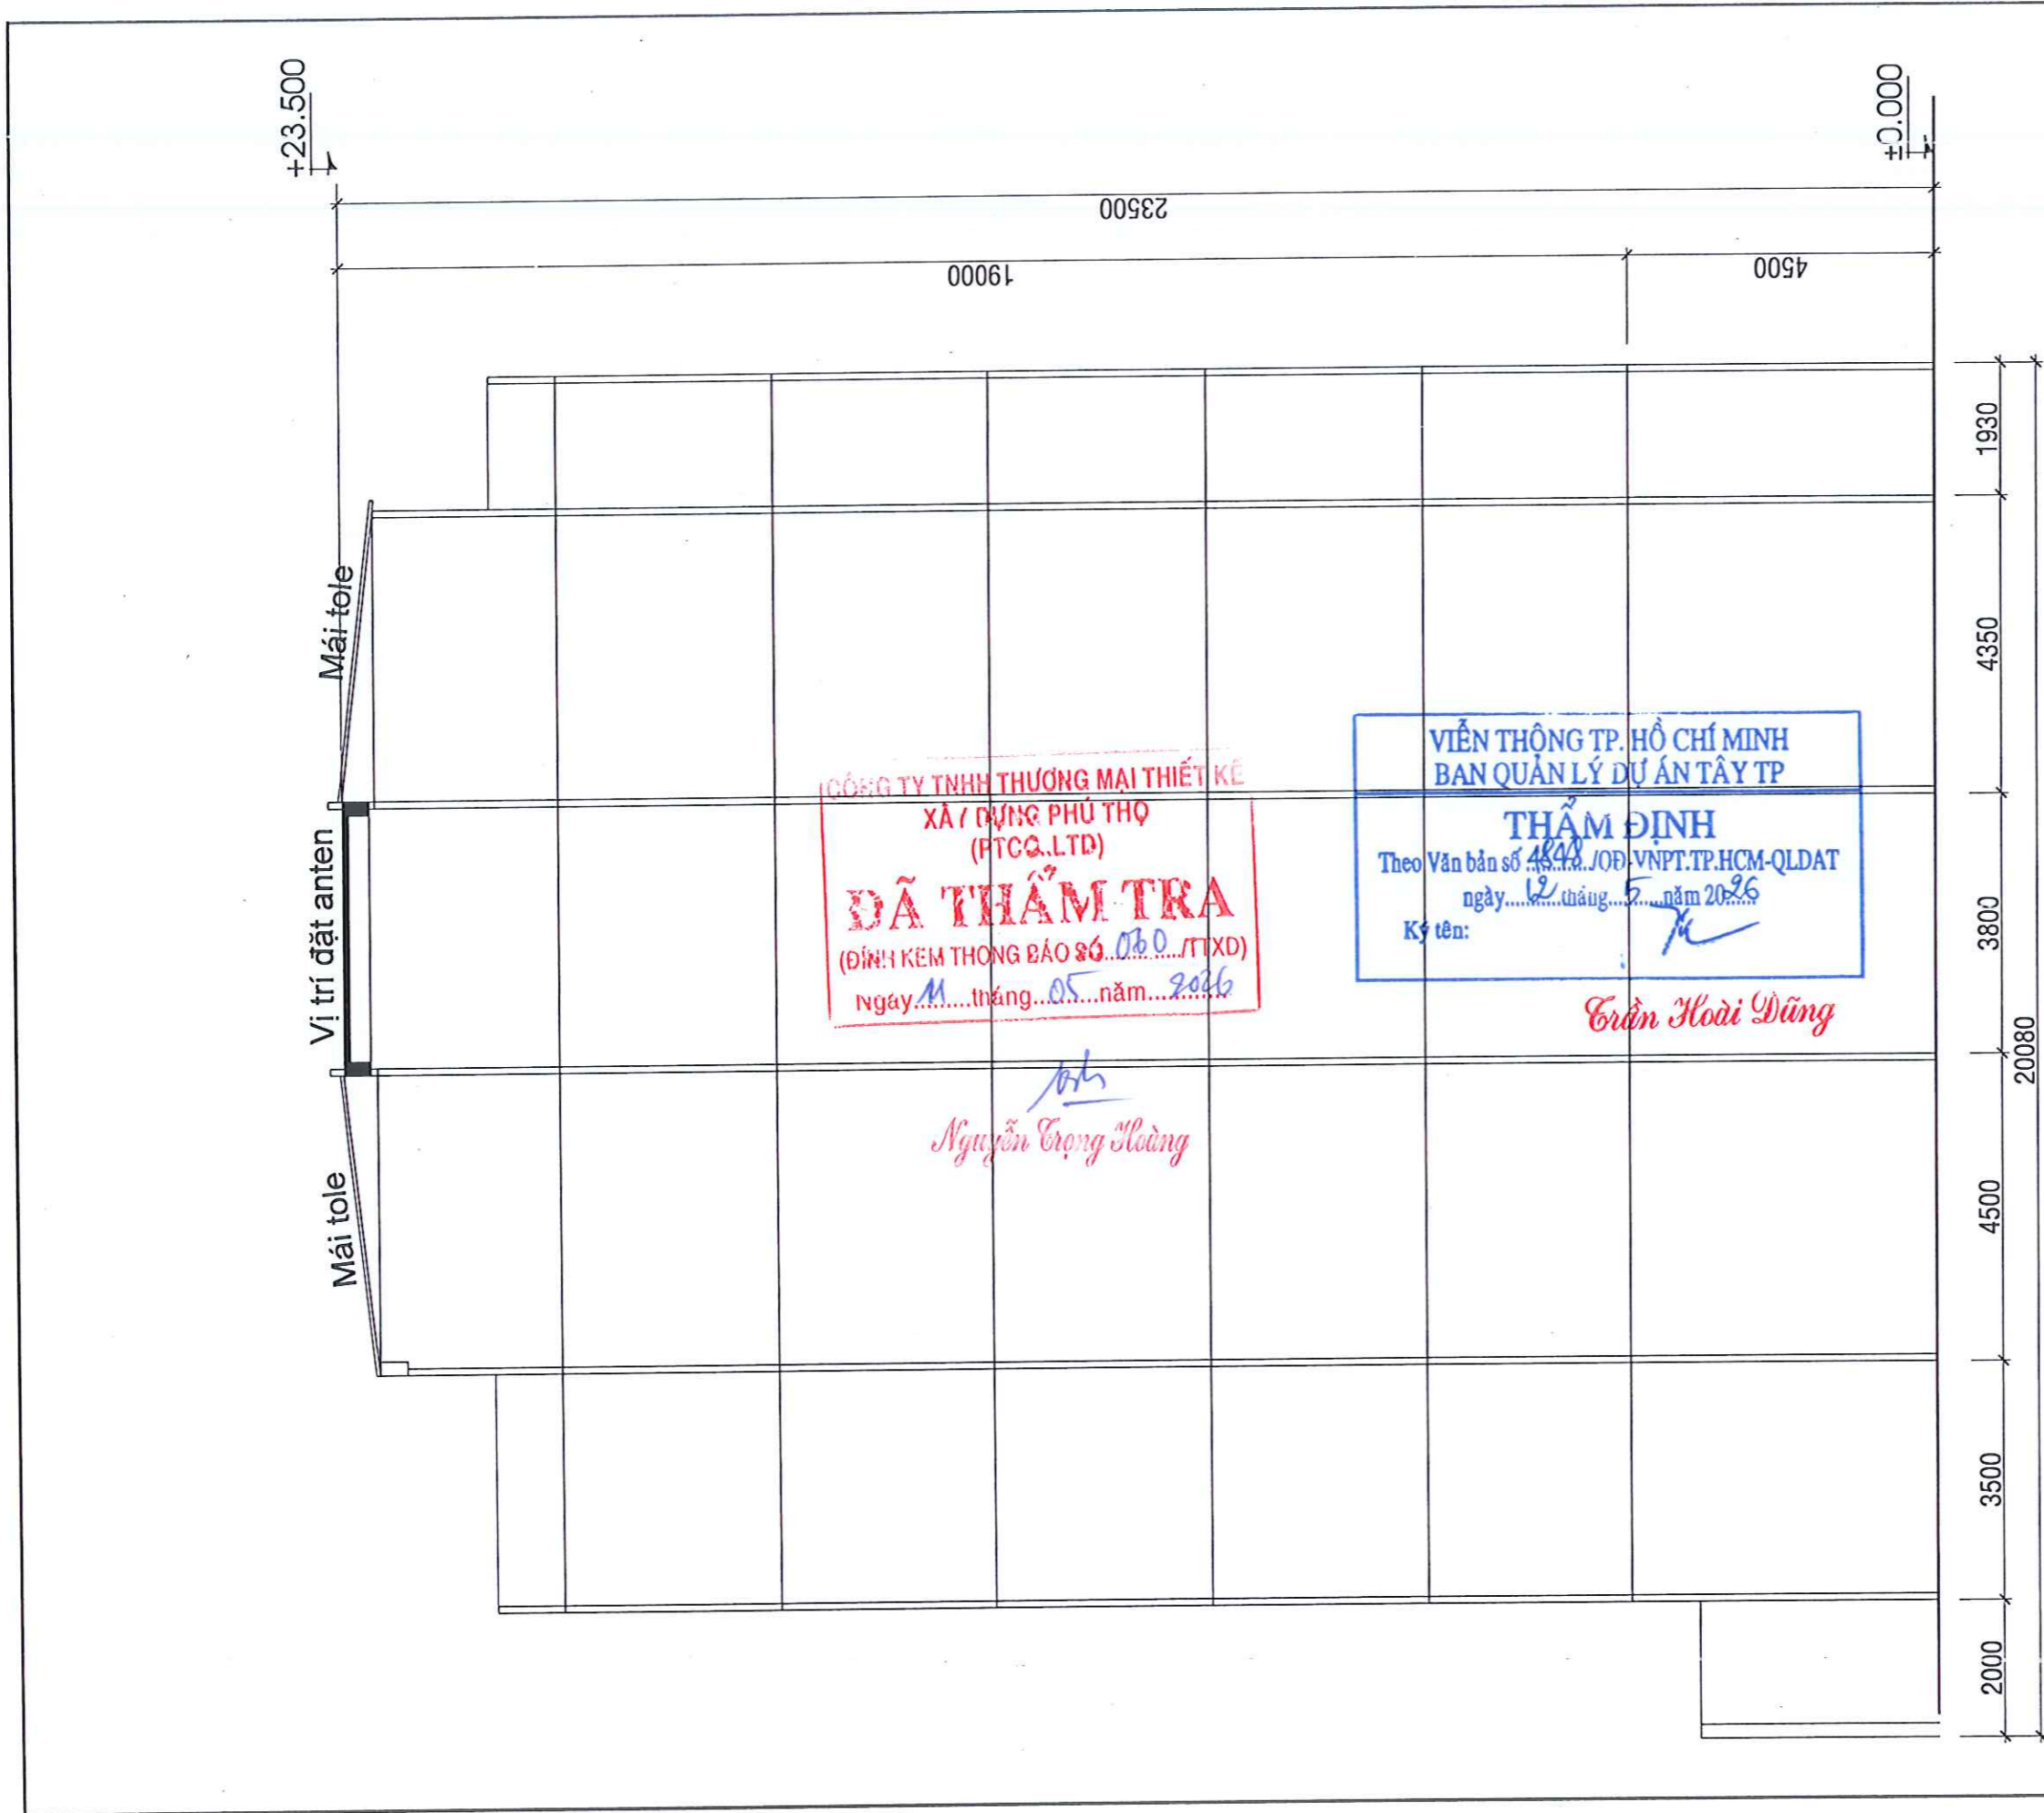 +23.500
±0.000
23500
19000
4500
Mái tole
Vị trí đặt anten
Mái tole
1930
4350
3800
4500
3500
2000
20080
CÔNG TY TNHH THƯƠNG MẠI THIẾT KẾ
XÂY DỰNG PHÚ THỌ
(PTCO.,LTD)
ĐÃ THẨM TRA
(ĐÍNH KÈM THÔNG BÁO SỐ 060 /TTXD)
Ngày 11 tháng 05 năm 2026
Nguyễn Trọng Hoàng
VIỄN THÔNG TP. HỒ CHÍ MINH
BAN QUẢN LÝ DỰ ÁN TÂY TP
THẨM ĐỊNH
Theo Văn bản số /QĐ-VNPT.TP.HCM-QLDAT
ngày 12 tháng 5 năm 2026
Ký tên:
Trần Hoài Dũng